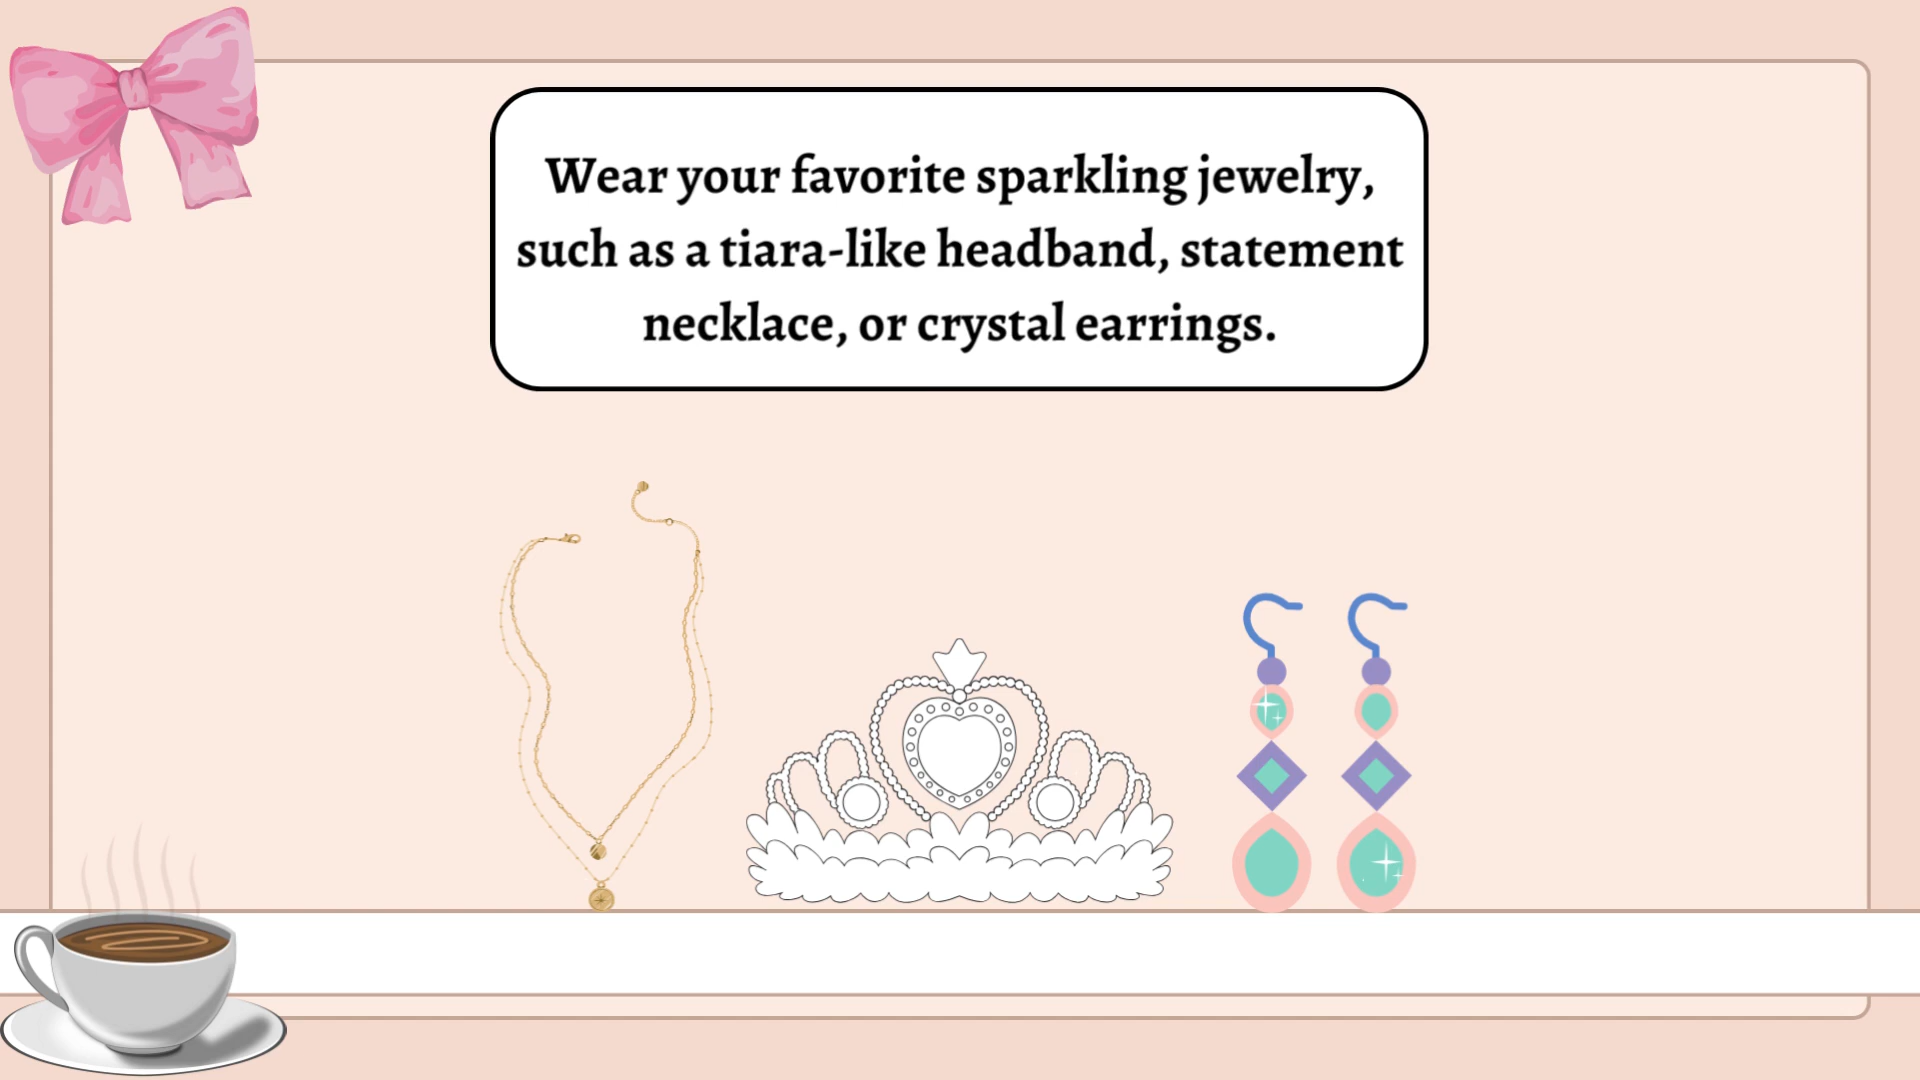 Wear your favorite sparkling jewelry,
such as a tiara-like headband, statement
necklace, or crystal earrings.